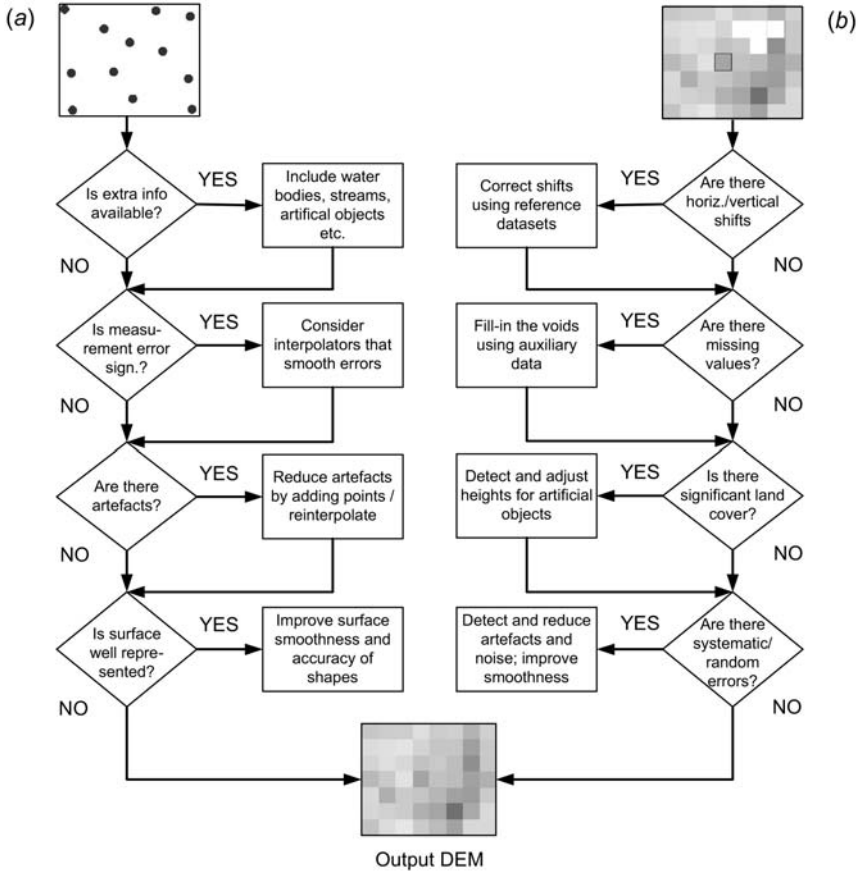 (a)
Is extra info
available?
YES
Include water
bodies, streams,
artifical objects
etc.
NO
Is measu-
rement error
sign.?
YES
Consider
interpolators that
smooth errors
NO
Are there
artefacts?
YES
Reduce artefacts
by adding points /
reinterpolate
NO
Is surface
well repre-
sented?
YES
Improve surface
smoothness and
accuracy of
shapes
NO
(b)
Are there
horiz./vertical
shifts
YES
Correct shifts
using reference
datasets
NO
Are there
missing
values?
YES
Fill-in the voids
using auxiliary
data
NO
Is there
significant land
cover?
YES
Detect and adjust
heights for artificial
objects
NO
Are there
systematic/
random
errors?
YES
Detect and reduce
artefacts and
noise; improve
smoothness
NO
Output DEM